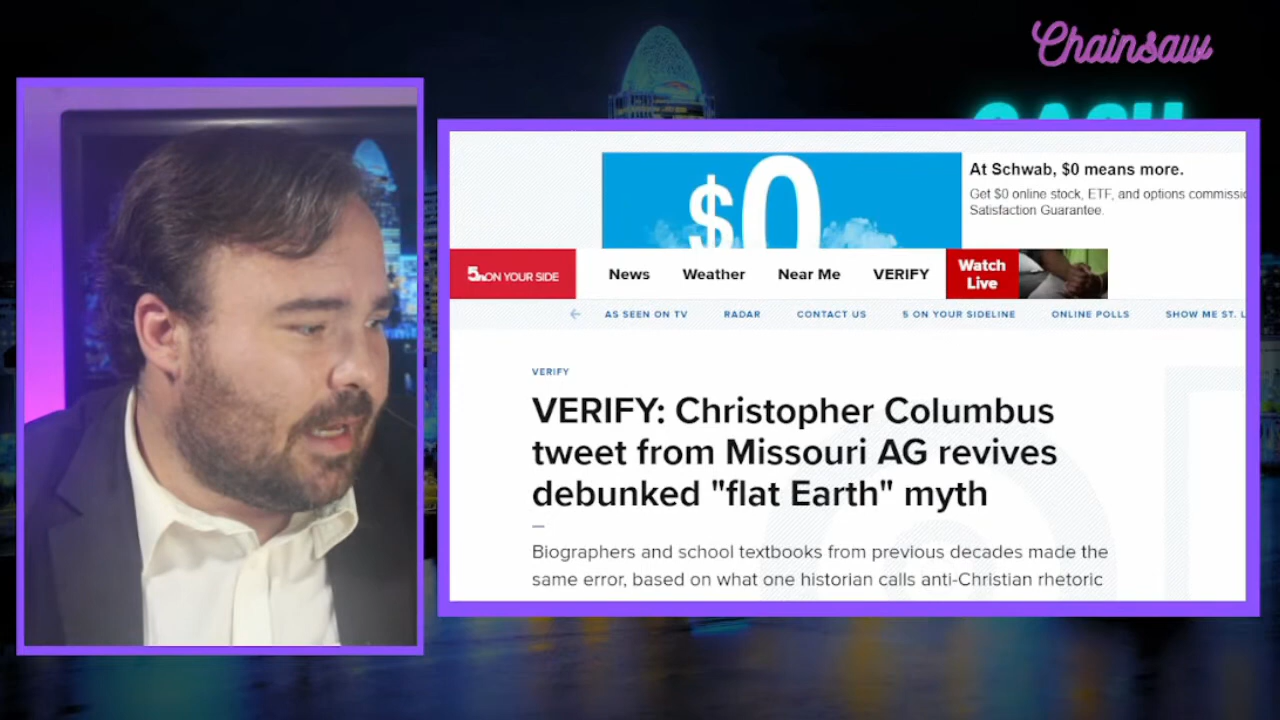 Chainsaw
CASH
$0
At Schwab, $0 means more.
Get $0 online stock, ETF, and options commissio
Satisfaction Guarantee.
5 ON YOUR SIDE
News
Weather
Near Me
VERIFY
Watch
Live
AS SEEN ON TV
RADAR
CONTACT US
5 ON YOUR SIDELINE
ONLINE POLLS
SHOW ME ST. L
VERIFY
VERIFY: Christopher Columbus
tweet from Missouri AG revives
debunked "flat Earth" myth
Biographers and school textbooks from previous decades made the
same error, based on what one historian calls anti-Christian rhetoric